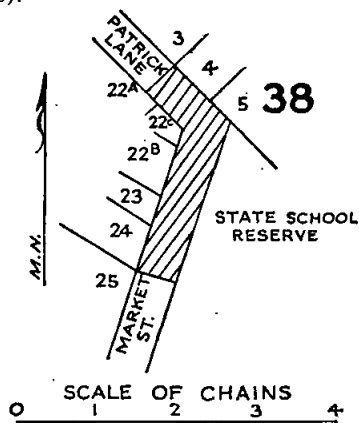 s).
PATRICK
LANE
3
4
5
38
22A
22C
22B
23
24
25
STATE SCHOOL
RESERVE
M.N.
MARKET
ST.
SCALE OF CHAINS
0 1 2 3 4